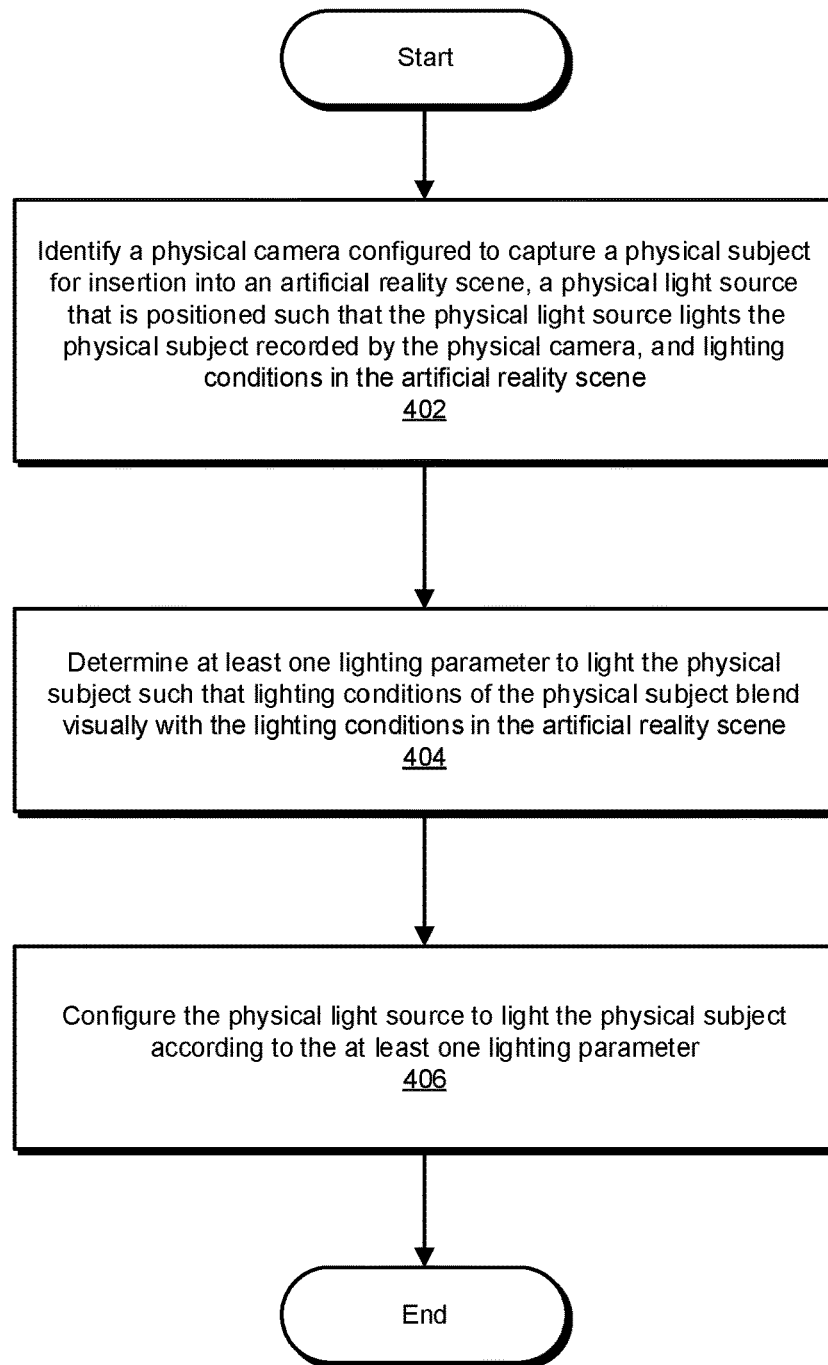 Start
Identify a physical camera configured to capture a physical subject
for insertion into an artificial reality scene, a physical light source
that is positioned such that the physical light source lights the
physical subject recorded by the physical camera, and lighting
conditions in the artificial reality scene
402
Determine at least one lighting parameter to light the physical
subject such that lighting conditions of the physical subject blend
visually with the lighting conditions in the artificial reality scene
404
Configure the physical light source to light the physical subject
according to the at least one lighting parameter
406
End